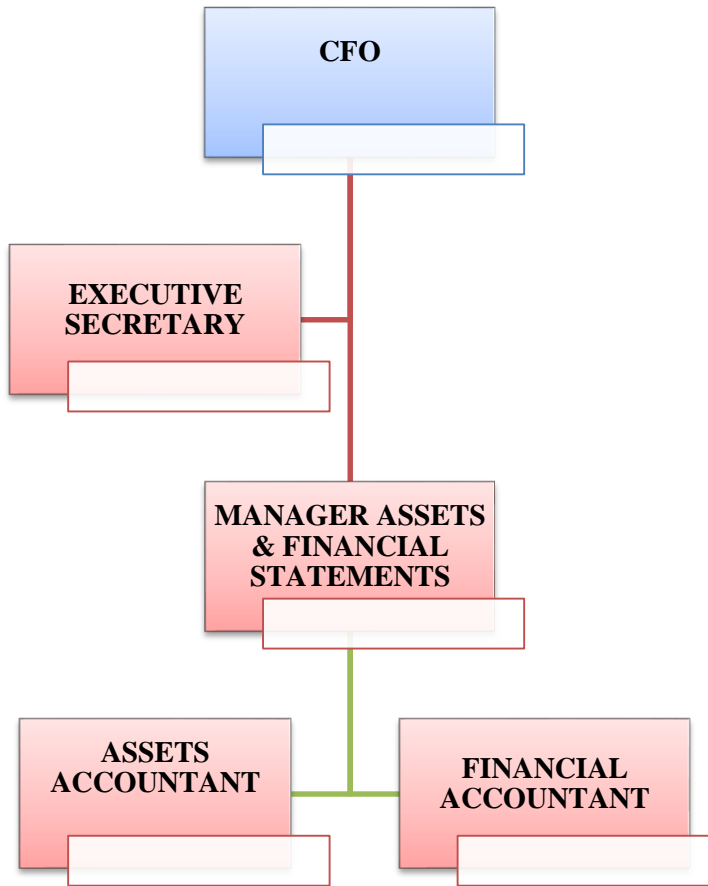 CFO
EXECUTIVE
SECRETARY
MANAGER ASSETS
& FINANCIAL
STATEMENTS
ASSETS
ACCOUNTANT
FINANCIAL
ACCOUNTANT